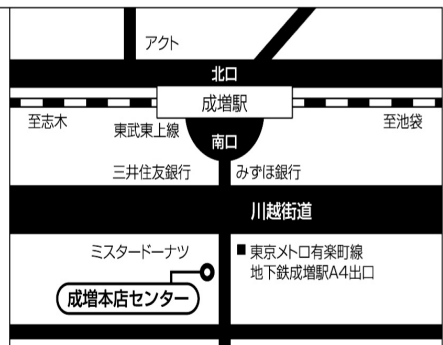 アクト
北口
成増駅
至志木
東武東上線
至池袋
南口
三井住友銀行
みずほ銀行
川越街道
ミスタードーナツ
■ 東京メトロ有楽町線
地下鉄成増駅A4出口
成増本店センター